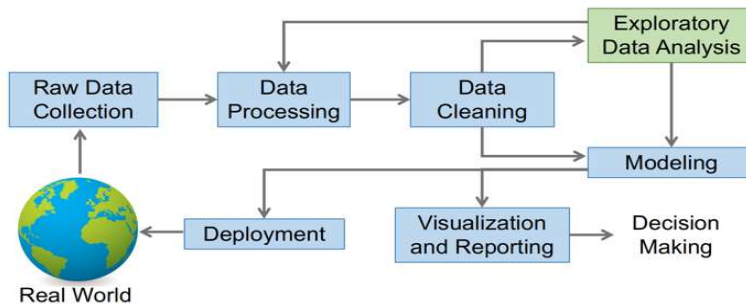 Exploratory
Data Analysis
Raw Data
Collection
Data
Processing
Data
Cleaning
Modeling
Deployment
Visualization
and Reporting
Decision
Making
Real World